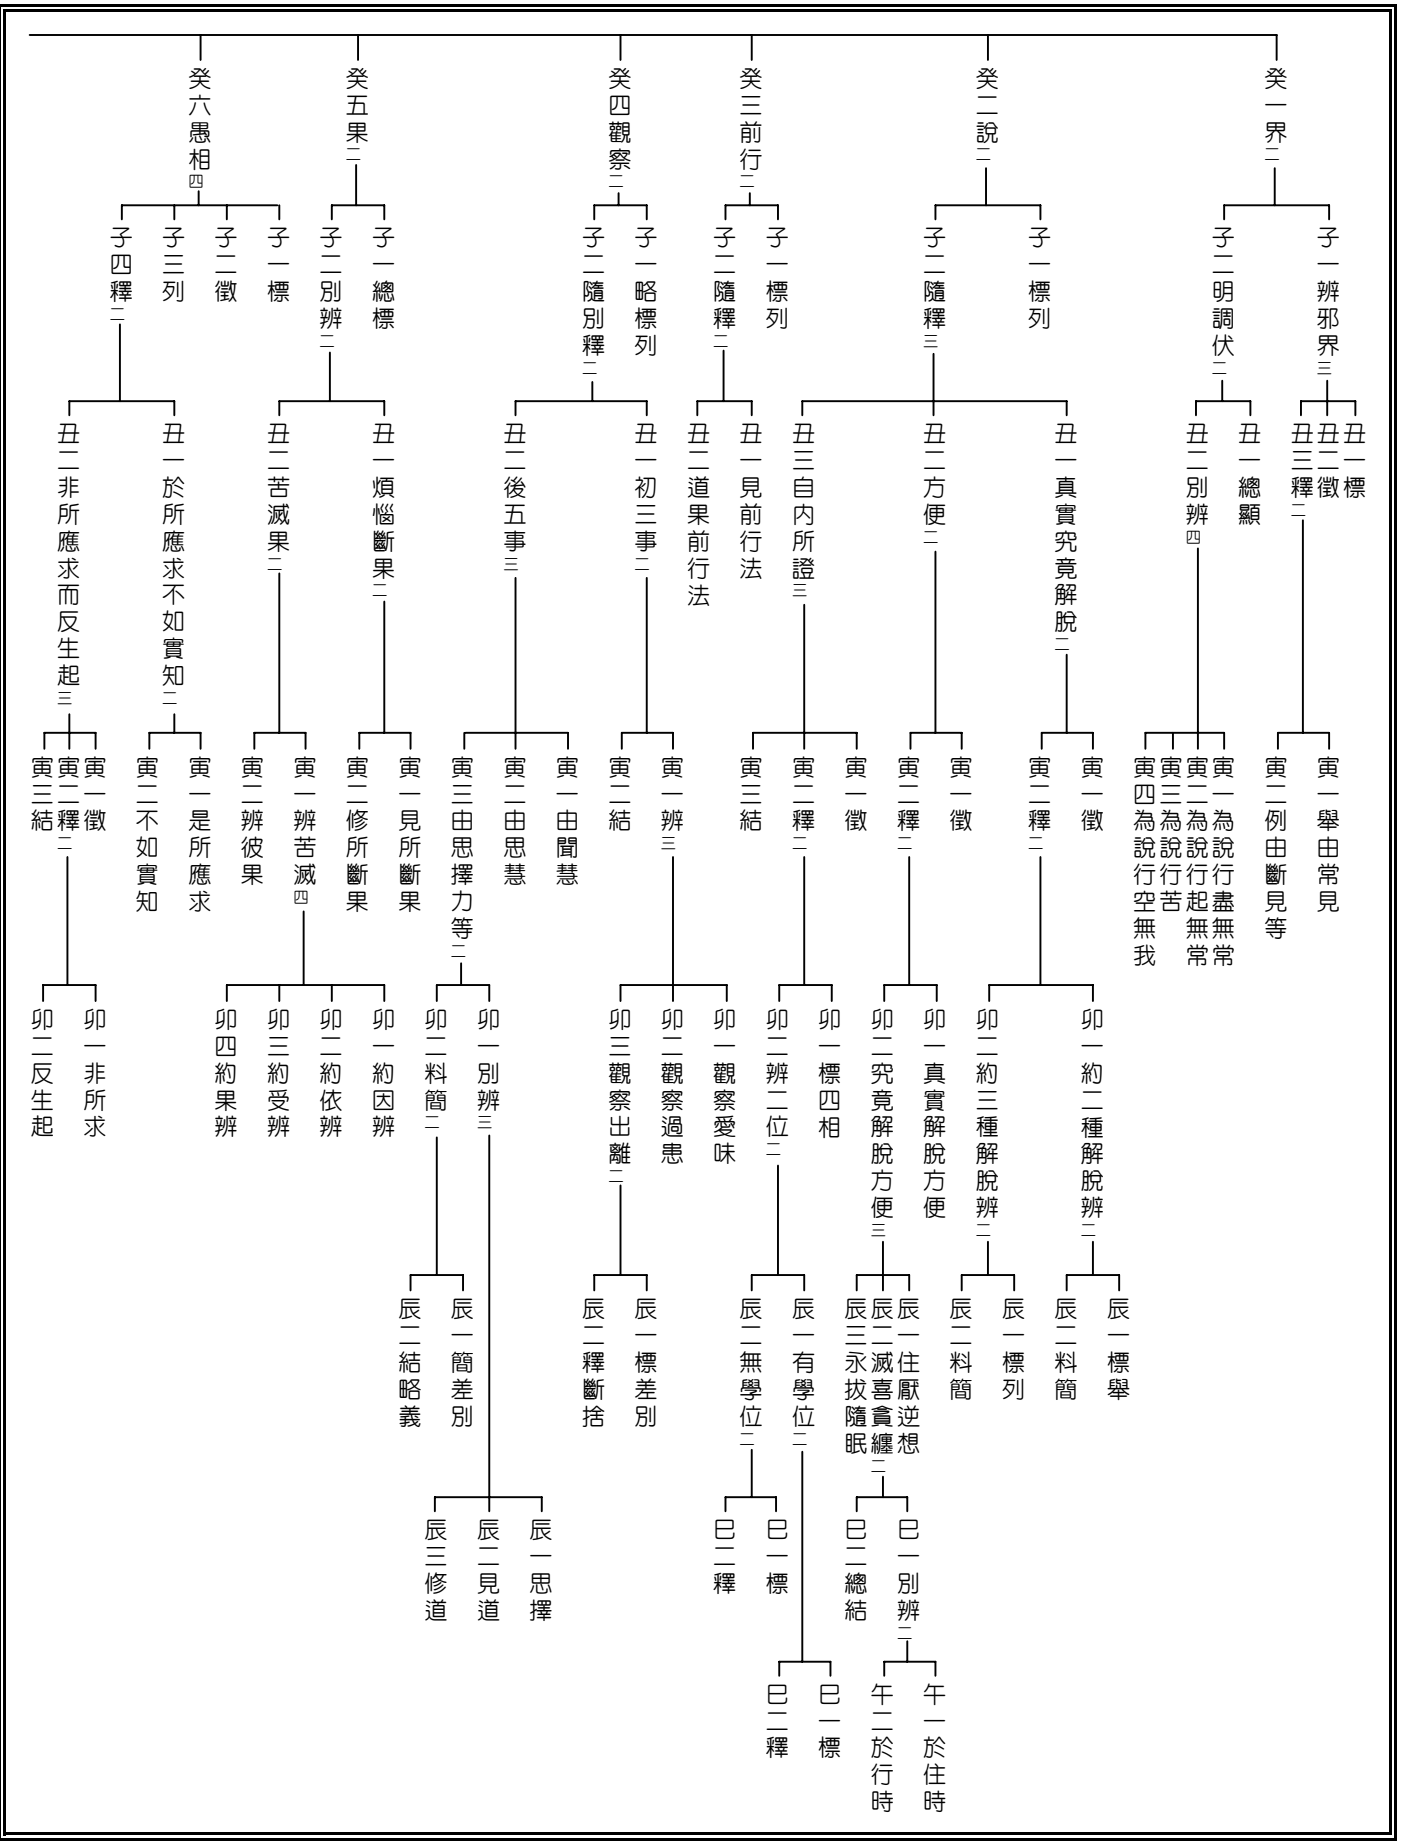 癸一界二
子一辨邪界三
丑一標
丑二徵
丑三釋二
寅一舉由常見
寅二例由斷見等
子二明調伏二
丑一總顯
丑二別辨四
寅一為說行盡無常
寅二為說行起無常
寅三為說行苦
寅四為說行空無我
癸二說二
子一標列
子二隨釋三
丑一真實究竟解脫二
寅一徵
寅二釋二
卯一約二種解脫辨二
辰一標舉
辰二料簡
卯二約三種解脫辨二
辰一標列
辰二料簡
丑二方便二
寅一徵
寅二釋二
卯一真實解脫方便
卯二究竟解脫方便三
辰一住厭逆想
辰二滅喜貪纏二
巳一別辨二
午一於住時
午二於行時
巳二總結
辰三永拔隨眠
丑三自內所證三
寅一徵
寅二釋二
卯一標四相
卯二辨二位二
辰一有學位二
巳一標
巳二釋
辰二無學位二
巳一標
巳二釋
寅三結
癸三前行二
子一標列
子二隨釋二
丑一見前行法
丑二道果前行法
癸四觀察二
子一略標列
子二隨別釋二
丑一初三事二
寅一辨三
卯一觀察愛味
卯二觀察過患
卯三觀察出離二
辰一標差別
辰二釋斷捨
寅二結
丑二後五事三
寅一由聞慧
寅二由思慧
寅三由思擇力等二
卯一別辨三
辰一思擇
辰二見道
辰三修道
卯二料簡二
辰一簡差別
辰二結略義
癸五果二
子一總標
子二別辨二
丑一煩惱斷果二
寅一見所斷果
寅二修所斷果
丑二苦滅果二
寅一辨苦滅四
卯一約因辨
卯二約依辨
卯三約受辨
卯四約果辨
寅二辨彼果
癸六愚相四
子一標
子二徵
子三列
子四釋二
丑一於所應求不如實知二
寅一是所應求
寅二不如實知
丑二非所應求而反生起三
寅一徵
寅二釋二
卯一非所求
卯二反生起
寅三結